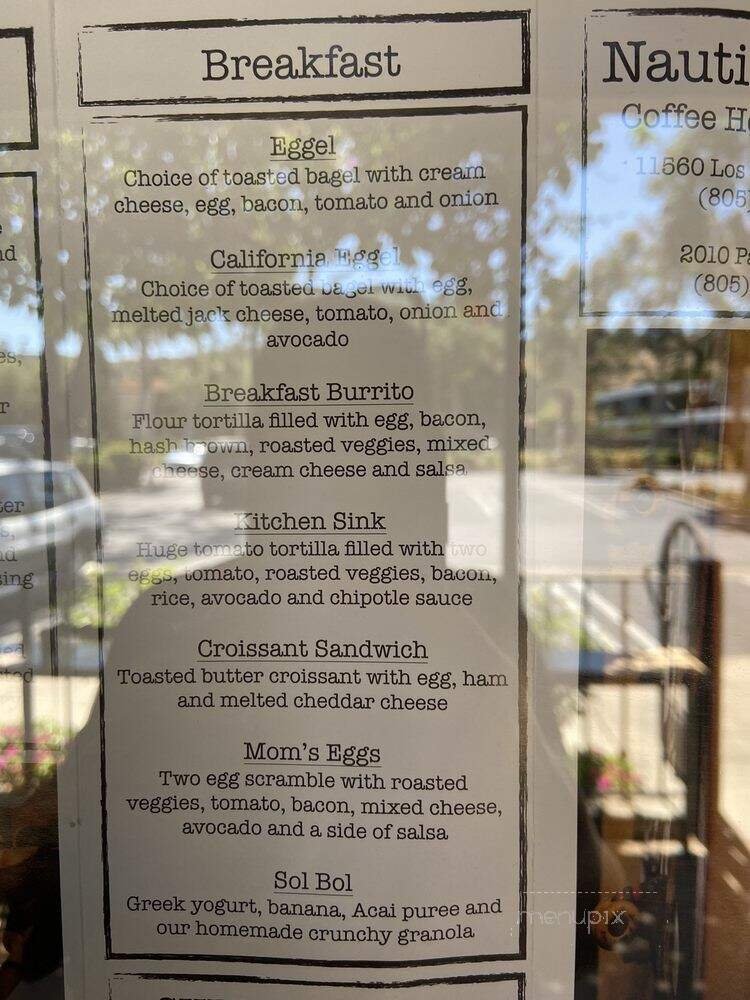 Breakfast
Eggel
Choice of toasted bagel with cream
cheese, egg, bacon, tomato and onion
California Eggel
Choice of toasted bagel with egg,
melted jack cheese, tomato, onion and
avocado
Breakfast Burrito
Flour tortilla filled with egg, bacon,
hash brown, roasted veggies, mixed
cheese, cream cheese and salsa
Kitchen Sink
Huge tomato tortilla filled with two
eggs, tomato, roasted veggies, bacon,
rice, avocado and chipotle sauce
Croissant Sandwich
Toasted butter croissant with egg, ham
and melted cheddar cheese
Mom's Eggs
Two egg scramble with roasted
veggies, tomato, bacon, mixed cheese,
avocado and a side of salsa
Sol Bol
Greek yogurt, banana, Acai puree and
our homemade crunchy granola
Nauti
Coffee H
11560 Los
(805)
2010 Pa
(805)
menupix